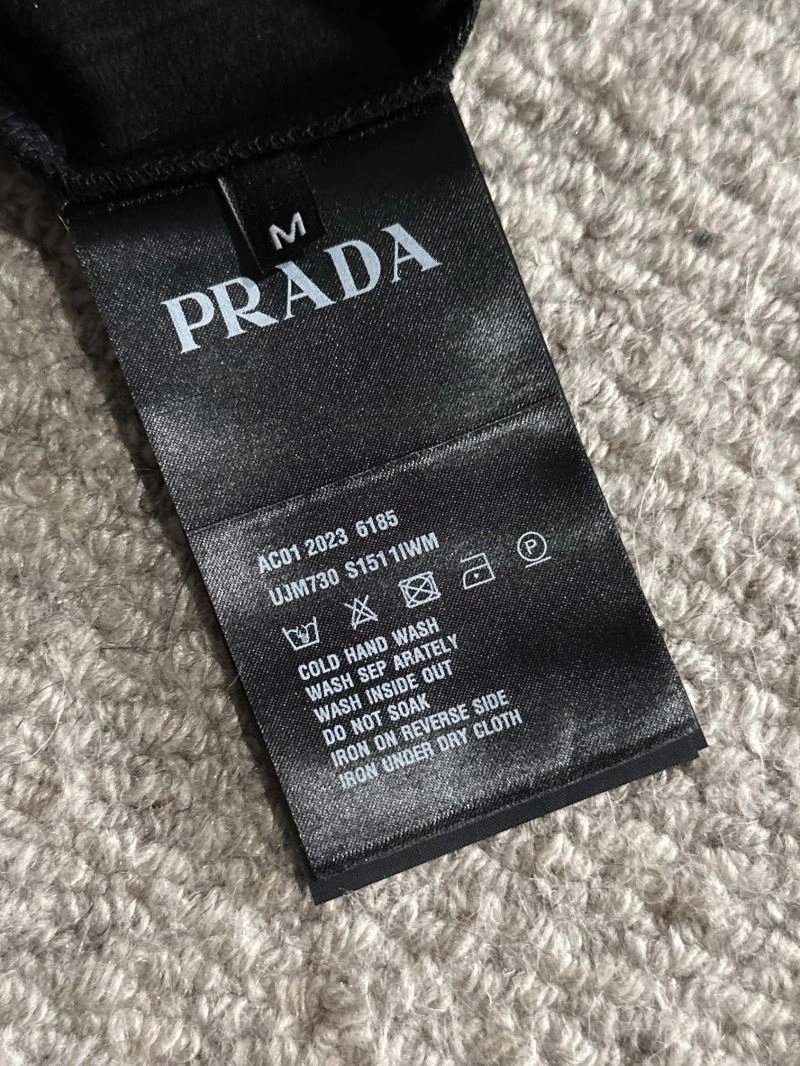 M
PRADA
AC01 2023 6185
UJM730 S151 1IWM
P
COLD HAND WASH
WASH SEP ARATELY
WASH INSIDE OUT
DO NOT SOAK
IRON ON REVERSE SIDE
IRON UNDER DRY CLOTH